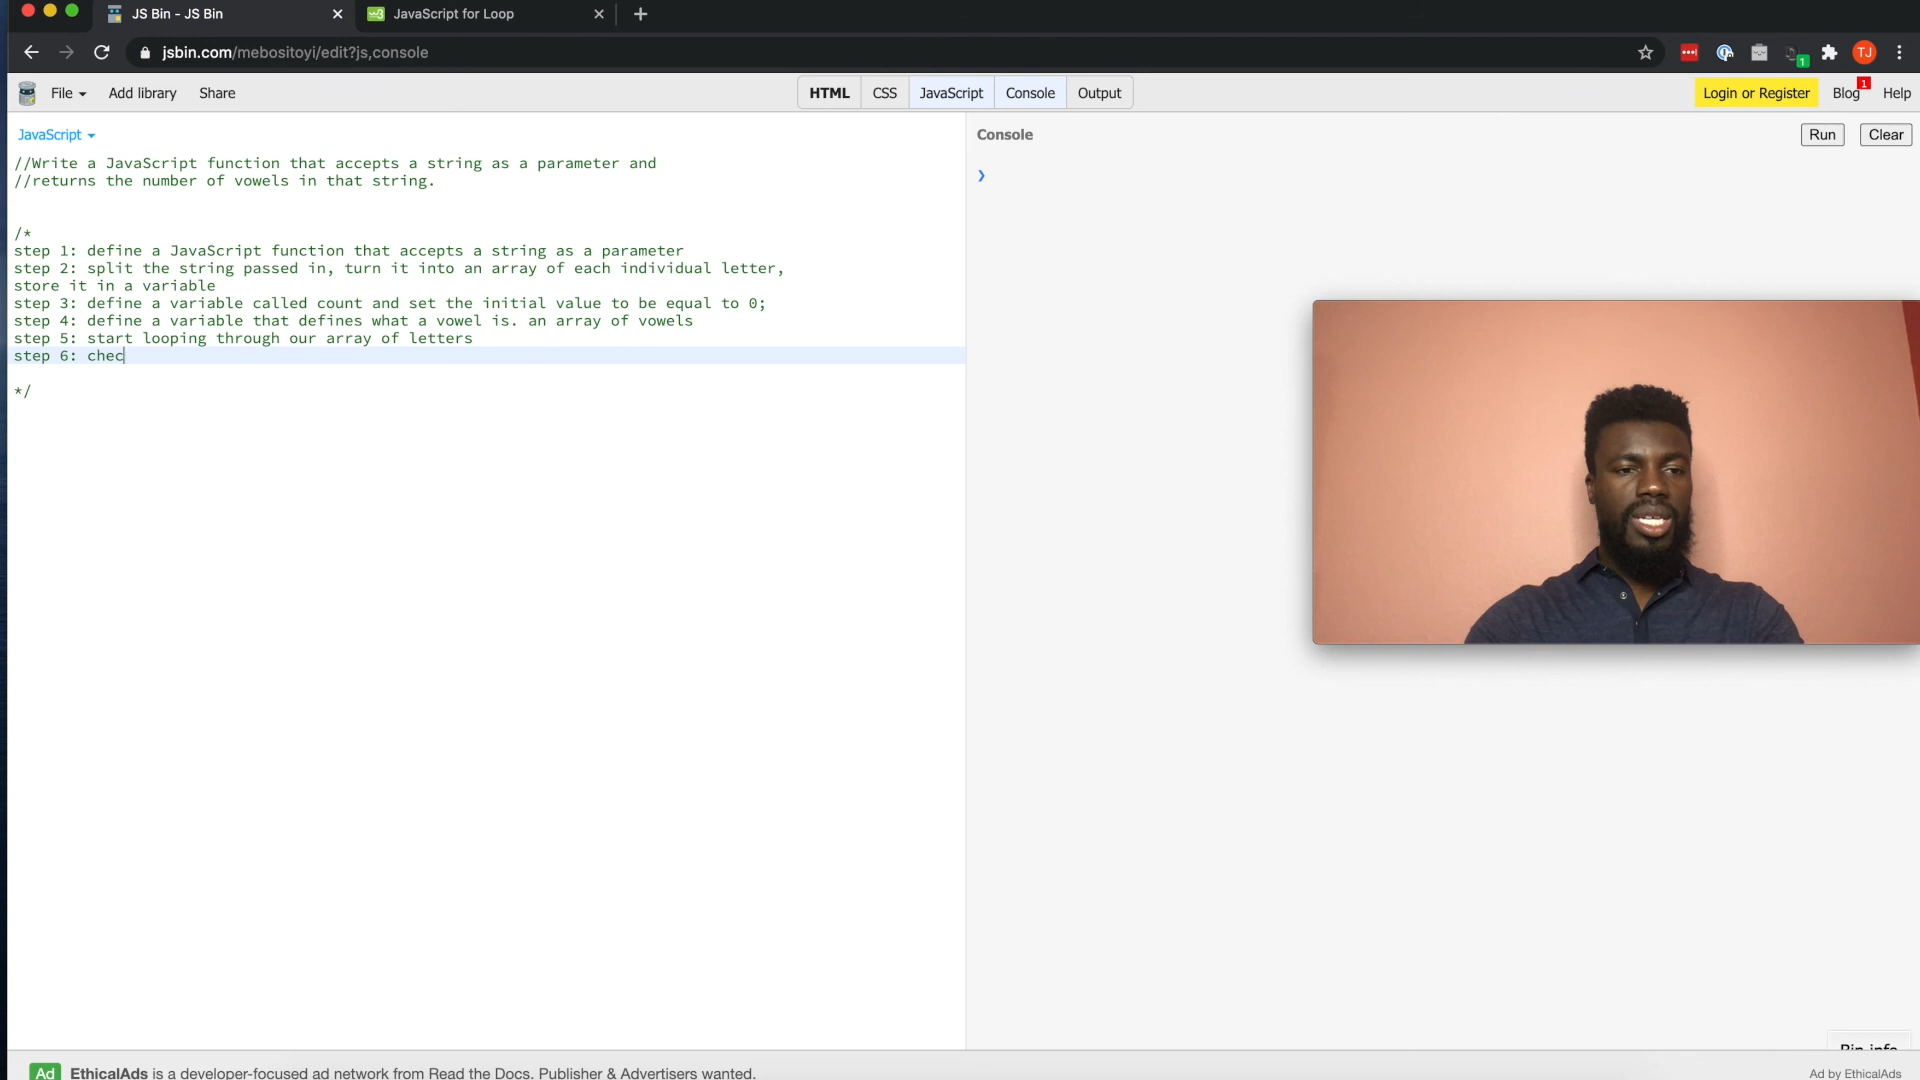 JS Bin - JS Bin
JavaScript for Loop
jsbin.com/mebositoyi/edit?js,console
TJ
1
File
Add library
Share
HTML
CSS
JavaScript
Console
Output
Login or Register
Blog
1
Help
JavaScript
Console
Run
Clear
//Write a JavaScript function that accepts a string as a parameter and
//returns the number of vowels in that string.
/*
step 1: define a JavaScript function that accepts a string as a parameter
step 2: split the string passed in, turn it into an array of each individual letter,
store it in a variable
step 3: define a variable called count and set the initial value to be equal to 0;
step 4: define a variable that defines what a vowel is. an array of vowels
step 5: start looping through our array of letters
step 6: chec
*/
Bin info
Ad EthicalAds is a developer-focused ad network from Read the Docs. Publisher & Advertisers wanted.
Ad by EthicalAds